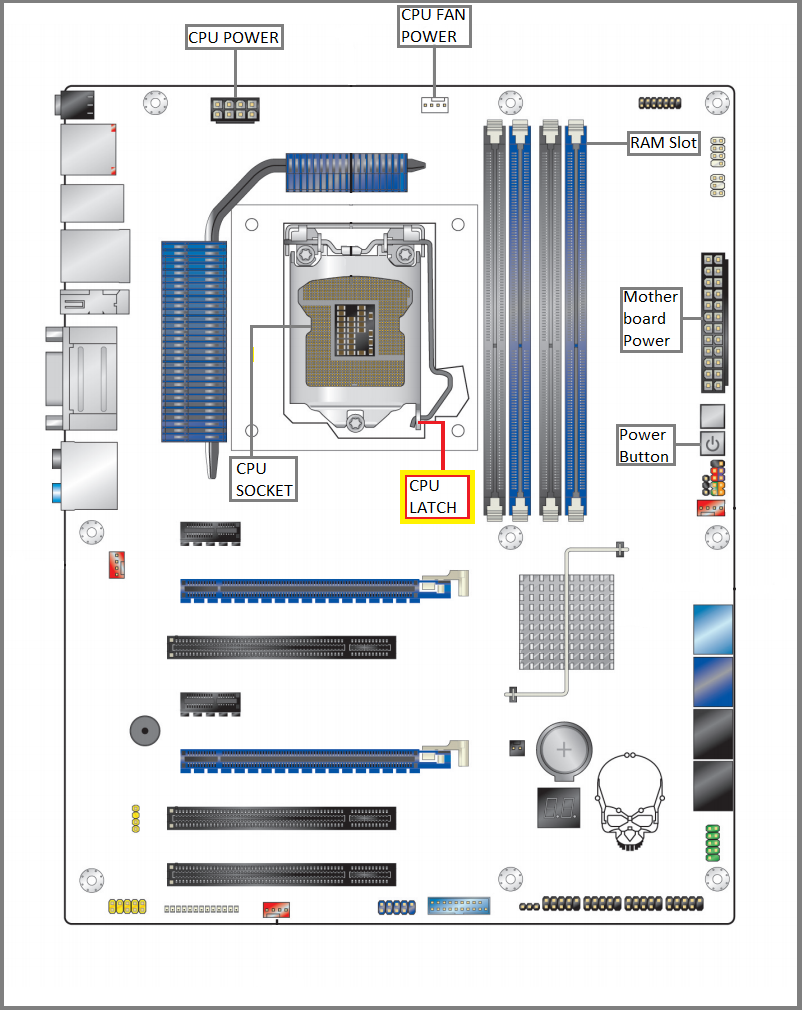 CPU POWER
CPU FAN
POWER
RAM Slot
Mother
board
Power
Power
Button
CPU
SOCKET
CPU
LATCH